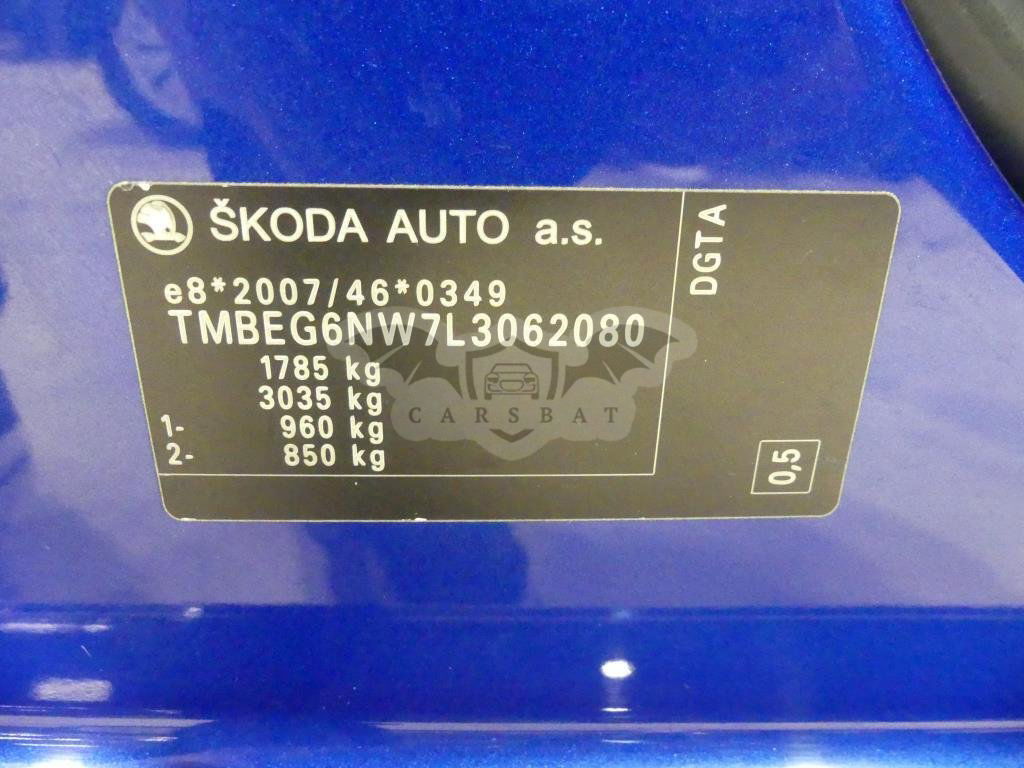 ŠKODA AUTO a.s.
e8*2007/46*0349
TMBEG6NW7L3062080
1785 kg
3035 kg
1- 960 kg
2- 850 kg
DGTA
0,5
CARSBAT